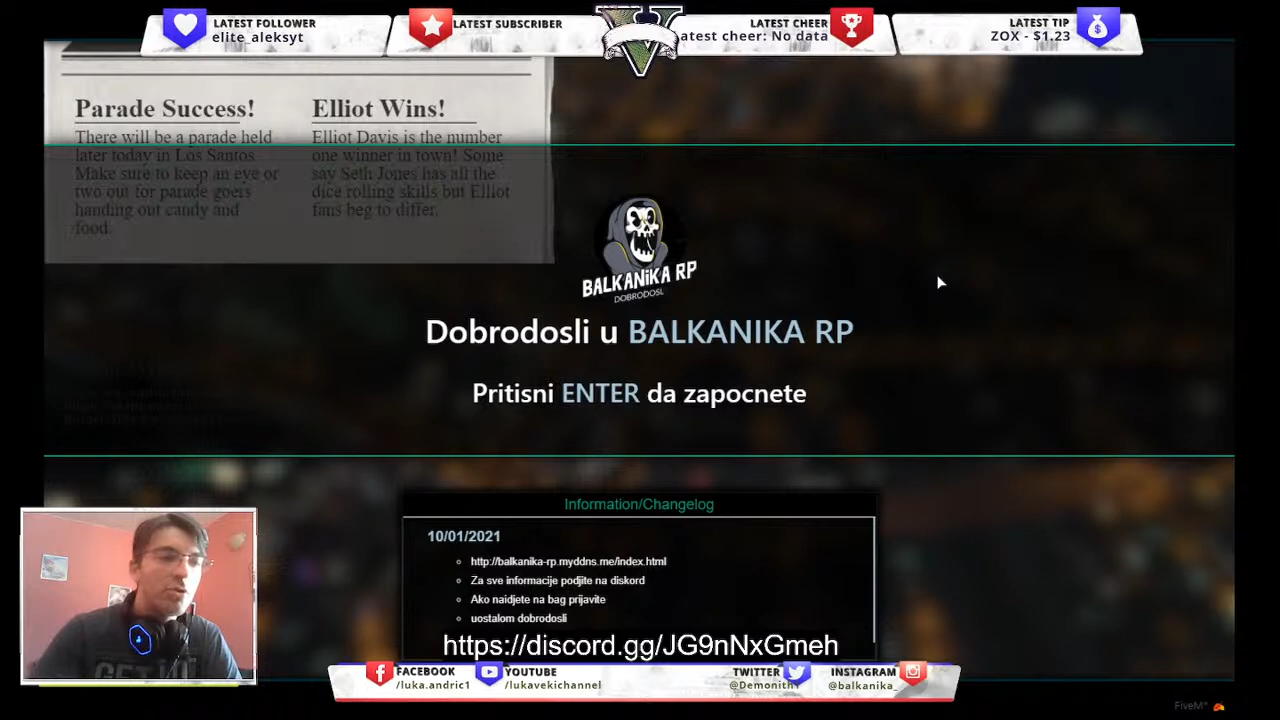 LATEST FOLLOWER
elite_aleksyt
LATEST SUBSCRIBER
LATEST CHEER
atest cheer: No data
LATEST TIP
ZOX - $1.23
Parade Success!
There will be a parade held
later today in Los Santos
Make sure to keep an eye or
two out for parade goers
handing out candy and
food.
Elliot Wins!
Elliot Davis is the number
one winner in town! Some
say Seth Jones has all the
dice rolling skills but Elliot
fans beg to differ.
BALKANiKA RP
DOBRODOSL
Dobrodosli u BALKANIKA RP
Pritisni ENTER da zapocnete
Information/Changelog
10/01/2021
http://balkanika-rp.myddns.me/index.html
Za sve informacije podjite na diskord
Ako naidjete na bag prijavite
uostalom dobrodosli
https://discord.gg/JG9nNxGmeh
FACEBOOK
/luka.andric1
YOUTUBE
/lukavekichannel
TWITTER
@Demonith
INSTAGRAM
@balkanika_
FiveM*